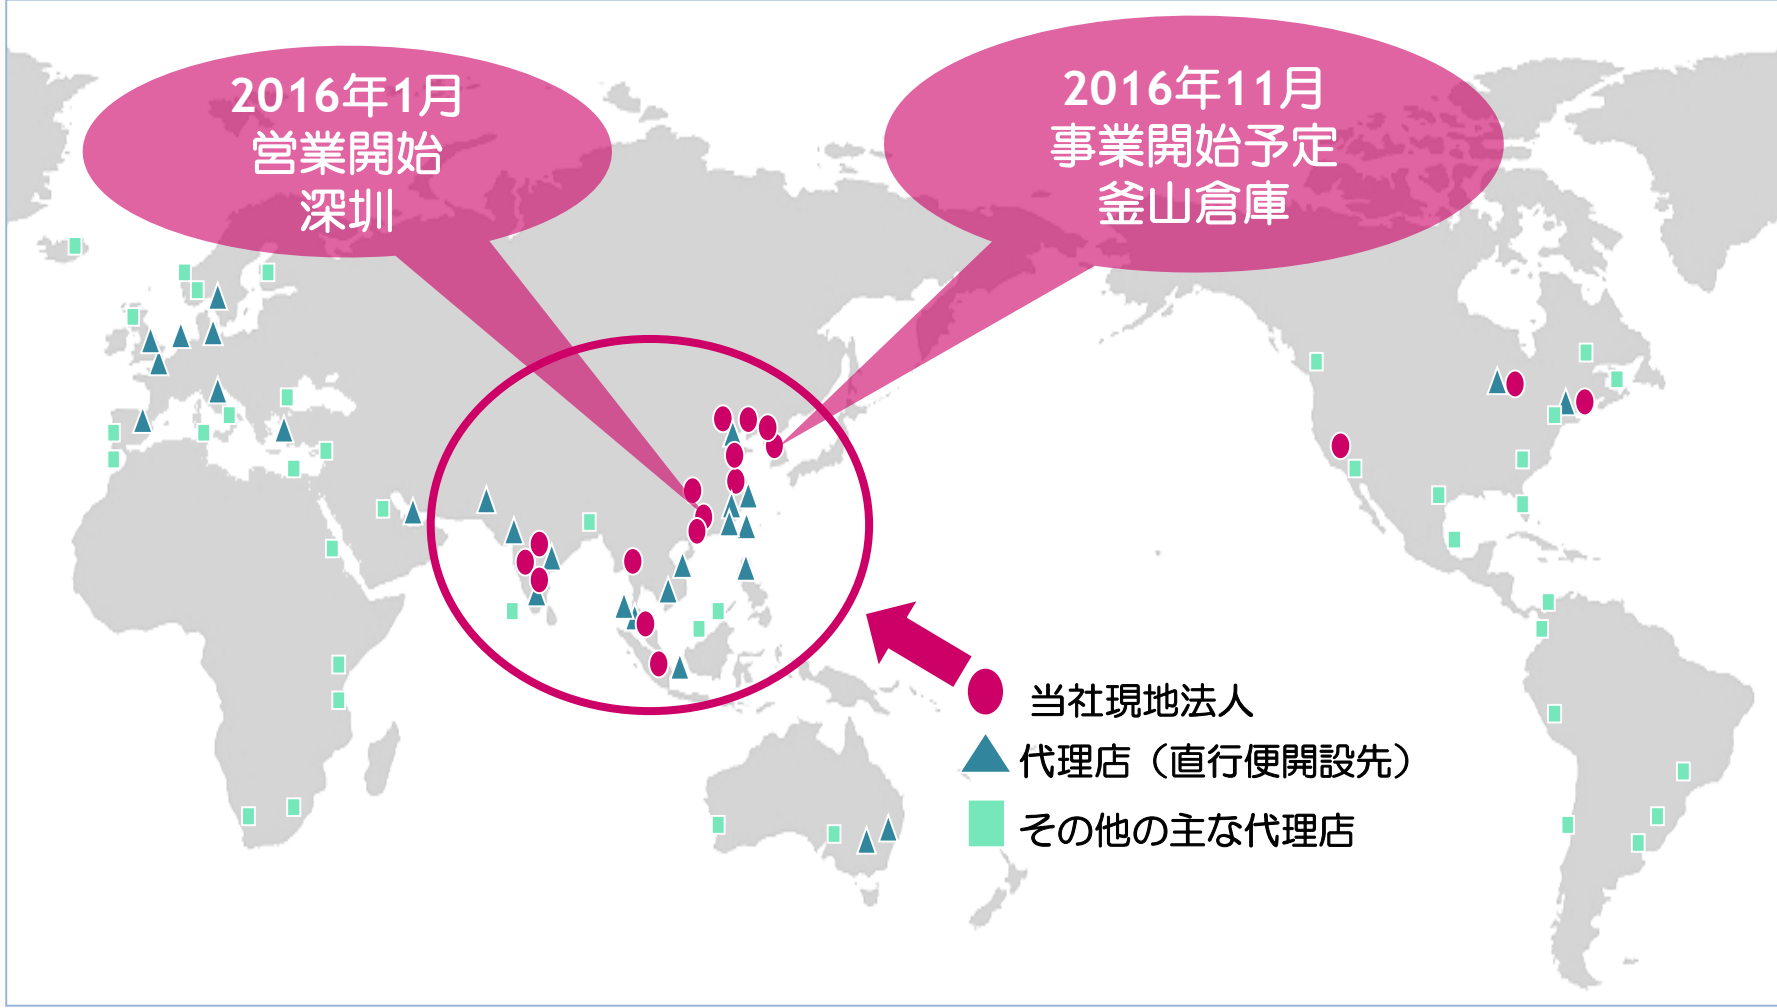 2016年1月
営業開始
深圳
2016年11月
事業開始予定
釜山倉庫
当社現地法人
代理店（直行便開設先）
その他の主な代理店